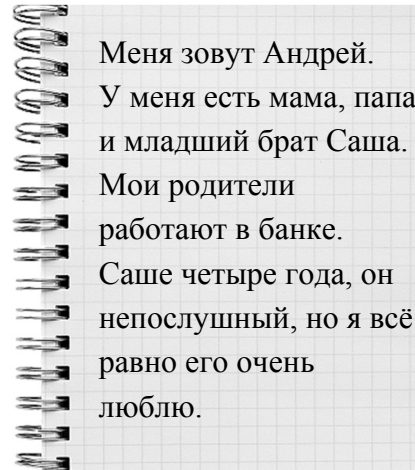 Меня зовут Андрей.
У меня есть мама, папа
и младший брат Саша.
Мои родители
работают в банке.
Саше четыре года, он
непослушный, но я всё
равно его очень
люблю.